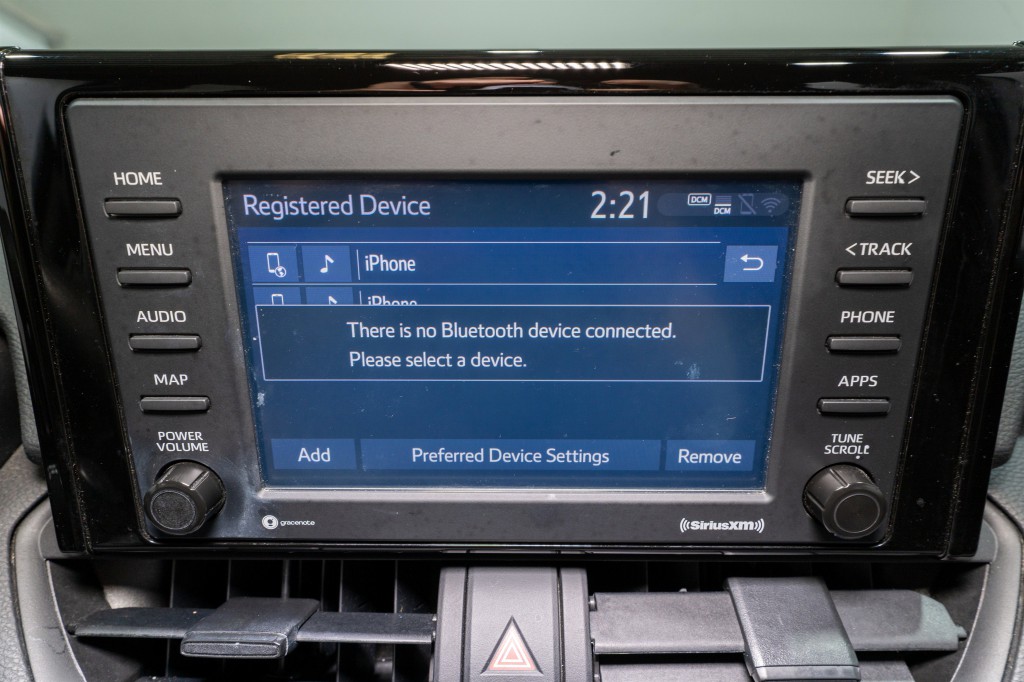 HOME
MENU
AUDIO
MAP
POWER
VOLUME
Registered Device
2:21
DCM
DCM
iPhone
iPhone
There is no Bluetooth device connected.
Please select a device.
Add
Preferred Device Settings
Remove
SEEK >
< TRACK
PHONE
APPS
TUNE
SCROLL
gracenote
((SiriusXM))